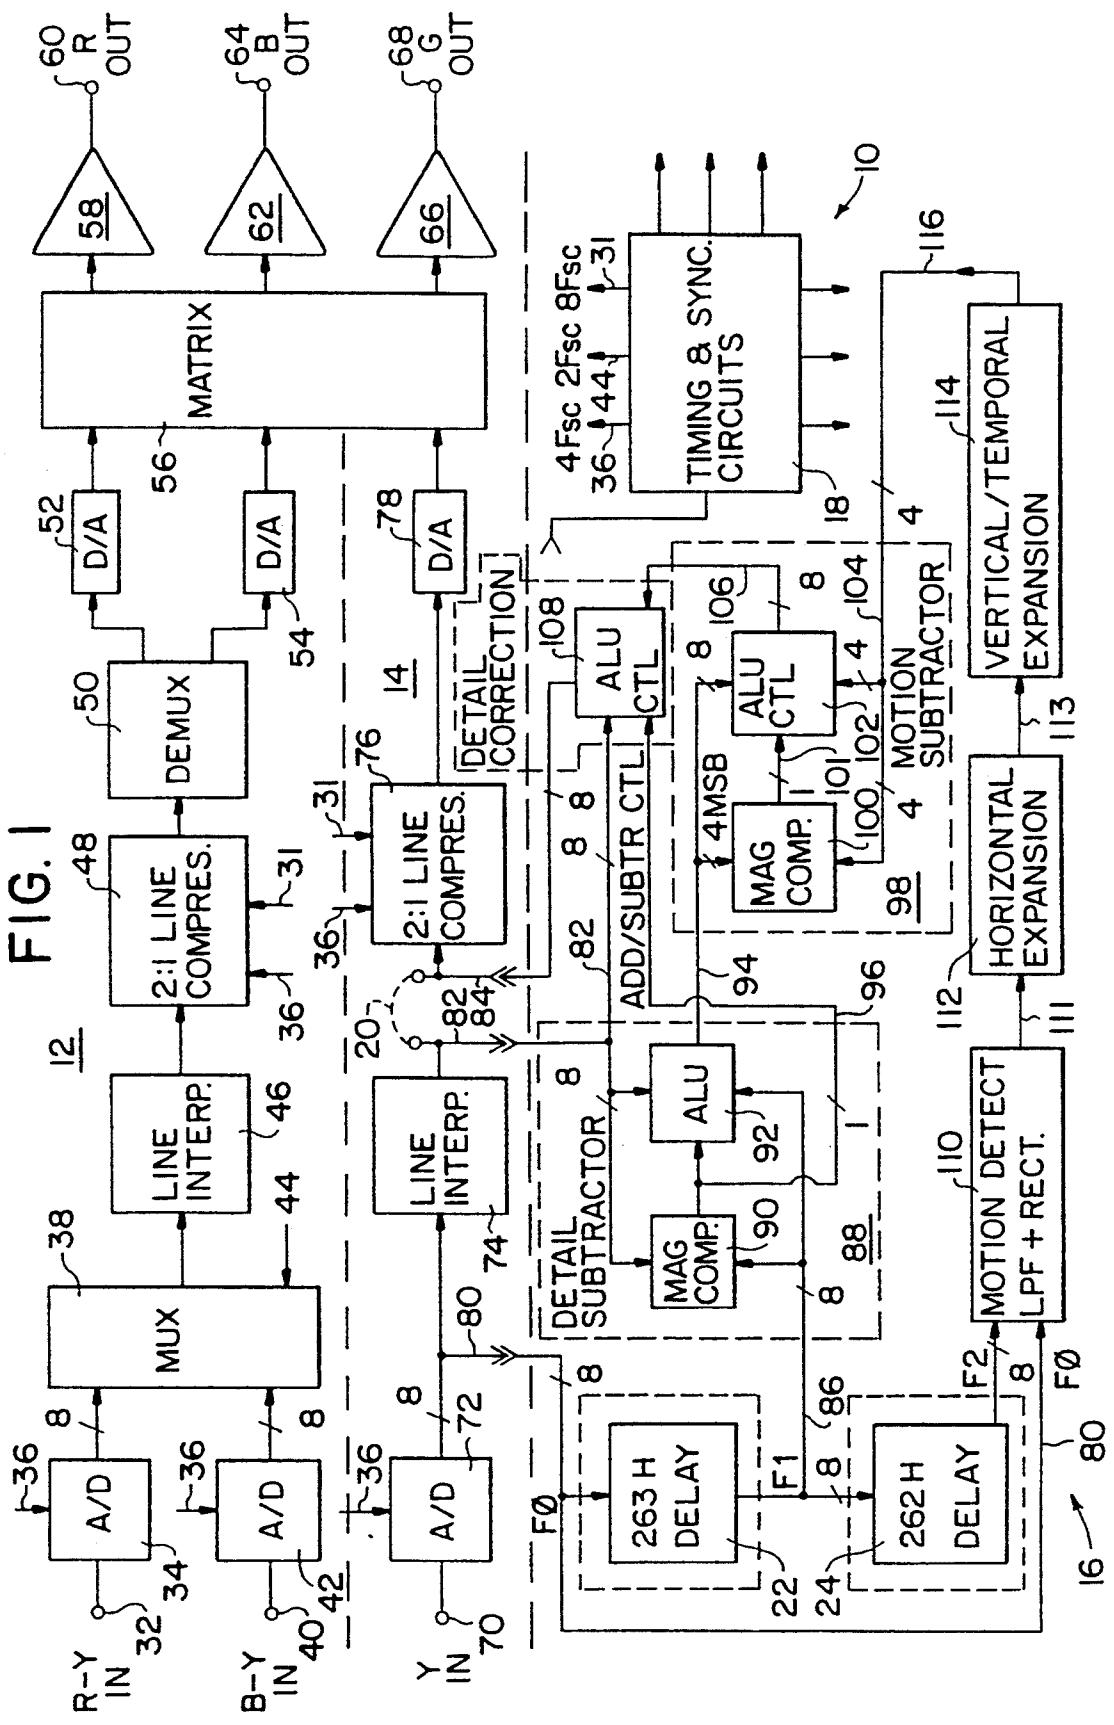 FIG. 1
R-Y
IN
32
36
A/D
34
8
B-Y
IN
40
36
A/D
42
8
MUX
38
44
12
LINE
INTERP.
46
2:1 LINE
COMPRES.
48
36
31
DEMUX
50
D/A
52
D/A
54
MATRIX
56
58
60
R
OUT
62
64
B
OUT
66
68
G
OUT
Y
IN
70
36
A/D
72
8
80
LINE
INTERP.
74
20
82
84
36
31
2:1 LINE
COMPRES.
76
14
D/A
78
DETAIL
CORRECTION
8
ALU
CTL
108
8
82
ADD/SUBTR CTL
4Fsc
2Fsc
8Fsc
36
44
31
TIMING & SYNC.
CIRCUITS
18
10
FØ
8
263 H
DELAY
22
F1
86
8
262 H
DELAY
24
F2
8
FØ
80
16
DETAIL
SUBTRACTOR
8
MAG
COMP.
90
ALU
92
8
88
1
94
96
4MSB
8
MAG
COMP.
100
1
101
ALU
CTL
102
8
106
4
4
104
98
MOTION
SUBTRACTOR
4
116
MOTION DETECT
LPF + RECT.
110
111
HORIZONTAL
EXPANSION
112
113
VERTICAL/TEMPORAL
EXPANSION
114